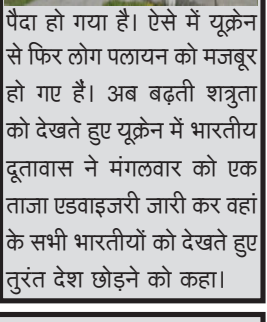 पैदा हो गया है। ऐसे में यूक्रेन
से फिर लोग पलायन को मजबूर
हो गए हैं। अब बढ़ती शत्रुता
को देखते हुए यूक्रेन में भारतीय
दूतावास ने मंगलवार को एक
ताजा एडवाइजरी जारी कर वहां
के सभी भारतीयों को देखते हुए
तुरंत देश छोड़ने को कहा।